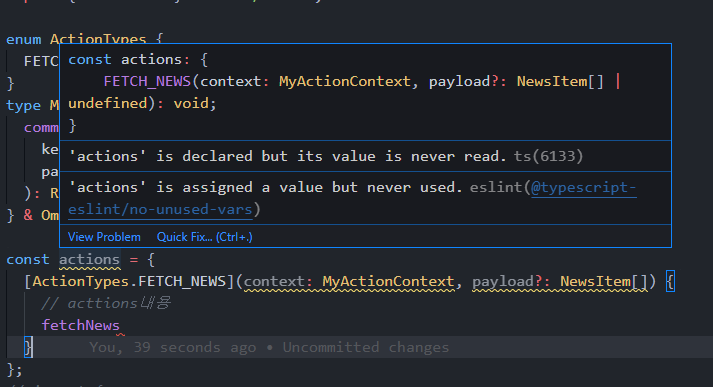 enum ActionTypes {
FETC
const actions: {
FETCH_NEWS(context: MyActionContext, payload?: NewsItem[] |
undefined): void;
}
}
type M
comm
ke
'actions' is declared but its value is never read. ts(6133)
pa
): R
'actions' is assigned a value but never used. eslint(@typescript-
eslint/no-unused-vars)
} & Om
View Problem Quick Fix... (Ctrl+.)
const actions = {
[ActionTypes.FETCH_NEWS](context: MyActionContext, payload?: NewsItem[]) {
// acttions내용
fetchNews
} You, 39 seconds ago • Uncommitted changes
};